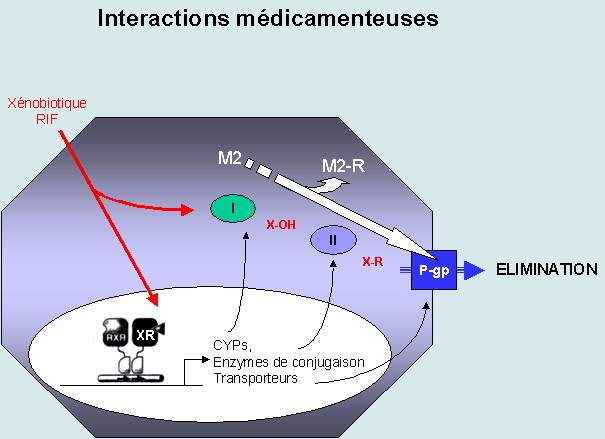 Interactions médicamenteuses
Xénobiotique
RIF
M2
M2-R
I
X-OH
II
X-R
P-gp
ELIMINATION
RXR
XR
CYPs,
Enzymes de conjugaison
Transporteurs